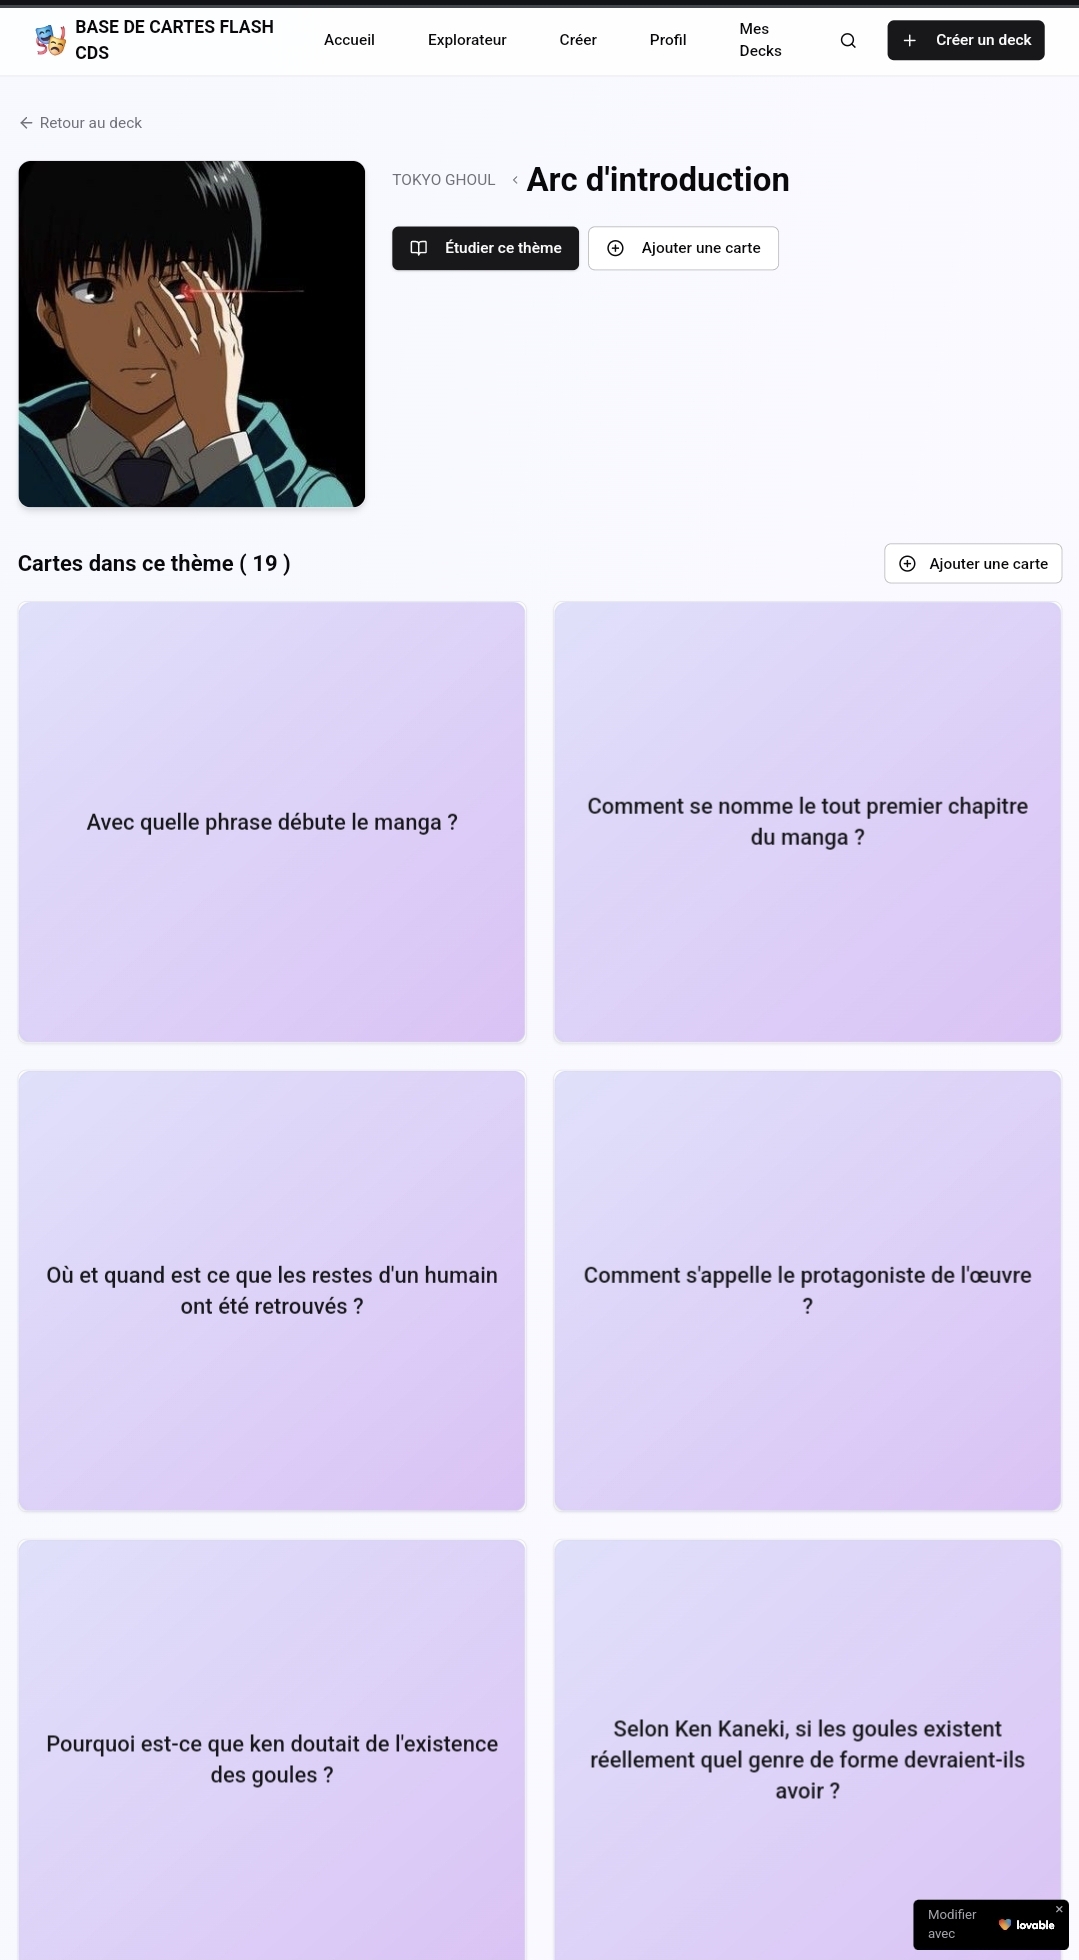 BASE DE CARTES FLASH
CDS
Accueil
Explorateur
Créer
Profil
Mes
Decks
Créer un deck
Retour au deck
TOKYO GHOUL
Arc d'introduction
Étudier ce thème
Ajouter une carte
Cartes dans ce thème ( 19 )
Ajouter une carte
Avec quelle phrase débute le manga ?
Comment se nomme le tout premier chapitre
du manga ?
Où et quand est ce que les restes d'un humain
ont été retrouvés ?
Comment s'appelle le protagoniste de l'œuvre
?
Pourquoi est-ce que ken doutait de l'existence
des goules ?
Selon Ken Kaneki, si les goules existent
réellement quel genre de forme devraient-ils
avoir ?
Modifier
avec
lovable